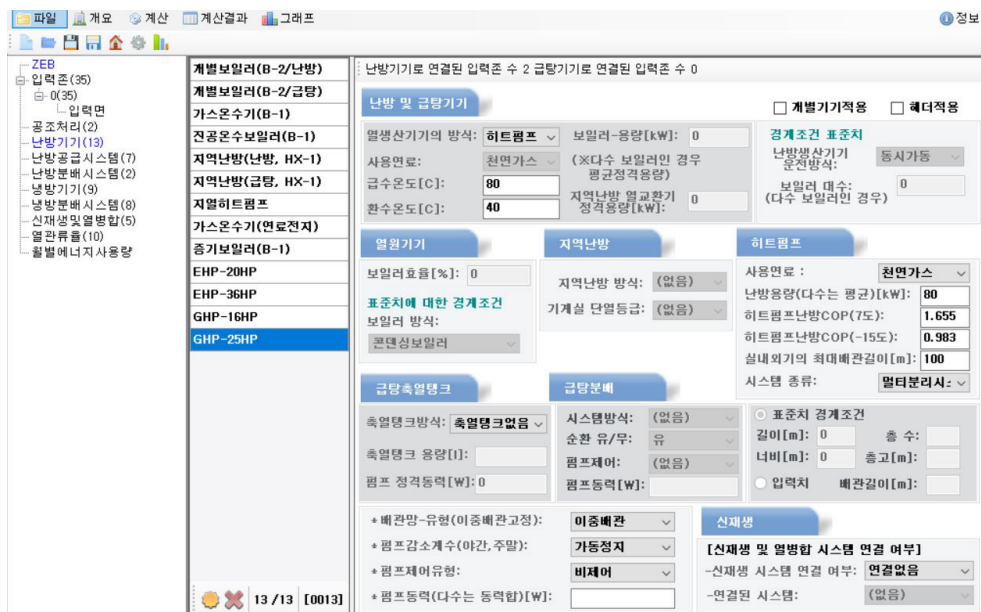 파일 개요 계산 계산결과 그래프 정보
ZEB
입력존(35)
0(35)
입력면
공조처리(2)
난방기기(13)
난방공급시스템(7)
난방분배시스템(2)
냉방기기(9)
냉방분배시스템(8)
신재생및열병합(5)
열관류율(10)
월별에너지사용량
개별보일러(B-2/난방)
개별보일러(B-2/급탕)
가스온수기(B-1)
진공온수보일러(B-1)
지역난방(난방, HX-1)
지역난방(급탕, HX-1)
지열히트펌프
가스온수기(연료전지)
증기보일러(B-1)
EHP-20HP
EHP-36HP
GHP-16HP
GHP-25HP
13 /13 [0013]
난방기기로 연결된 입력존 수 2 급탕기기로 연결된 입력존 수 0
난방 및 급탕기기
개별기기적용 헤더적용
열생산기기의 방식: 히트펌프 보일러-용량[kW]: 0
사용연료: 천연가스 (※다수 보일러인 경우
평균정격용량)
급수온도[C]: 80
환수온도[C]: 40
지역난방 열교환기
정격용량[kW]: 0
경계조건 표준치
난방생산기기
운전방식: 동시가동
보일러 대수: 0
(다수 보일러인 경우)
열원기기
보일러효율[%]: 0
표준치에 대한 경계조건
보일러 방식:
콘덴싱보일러
지역난방
지역난방 방식: (없음)
기계실 단열등급: (없음)
히트펌프
사용연료 : 천연가스
난방용량(다수는 평균)[kW]: 80
히트펌프난방COP(7도): 1.655
히트펌프난방COP(-15도): 0.983
실내외기의 최대배관길이[m]: 100
시스템 종류: 멀티분리시스
급탕축열탱크
축열탱크방식: 축열탱크없음
축열탱크 용량[l]:
펌프 정격동력[W]: 0
급탕분배
시스템방식: (없음)
순환 유/무: 유
펌프제어: (없음)
펌프동력[W]:
표준치 경계조건
길이[m]: 0 층 수:
너비[m]: 0 층고[m]:
입력치 배관길이[m]:
*배관망-유형(이중배관고정): 이중배관
*펌프감소계수(야간,주말): 가동정지
*펌프제어유형: 비제어
*펌프동력(다수는 동력합)[W]:
신재생
[신재생 및 열병합 시스템 연결 여부]
-신재생 시스템 연결 여부: 연결없음
-연결된 시스템: (없음)